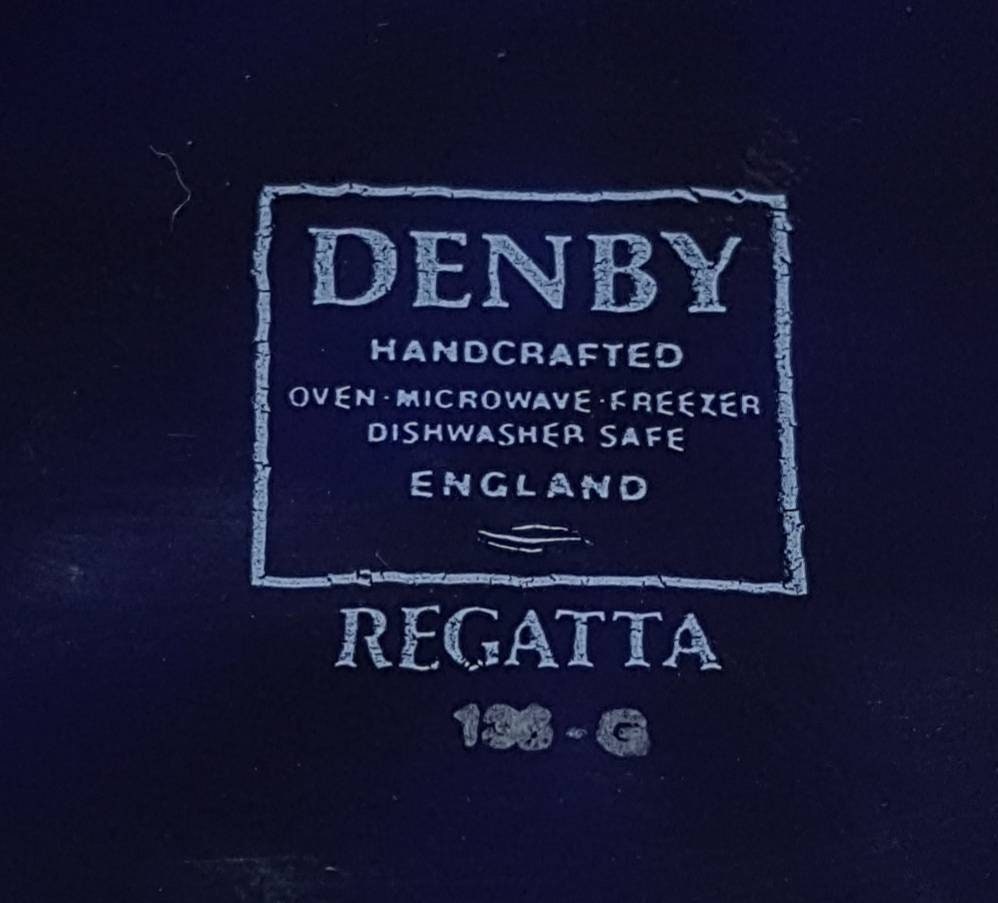 DENBY
HANDCRAFTED
OVEN·MICROWAVE·FREEZER
DISHWASHER SAFE
ENGLAND
REGATTA